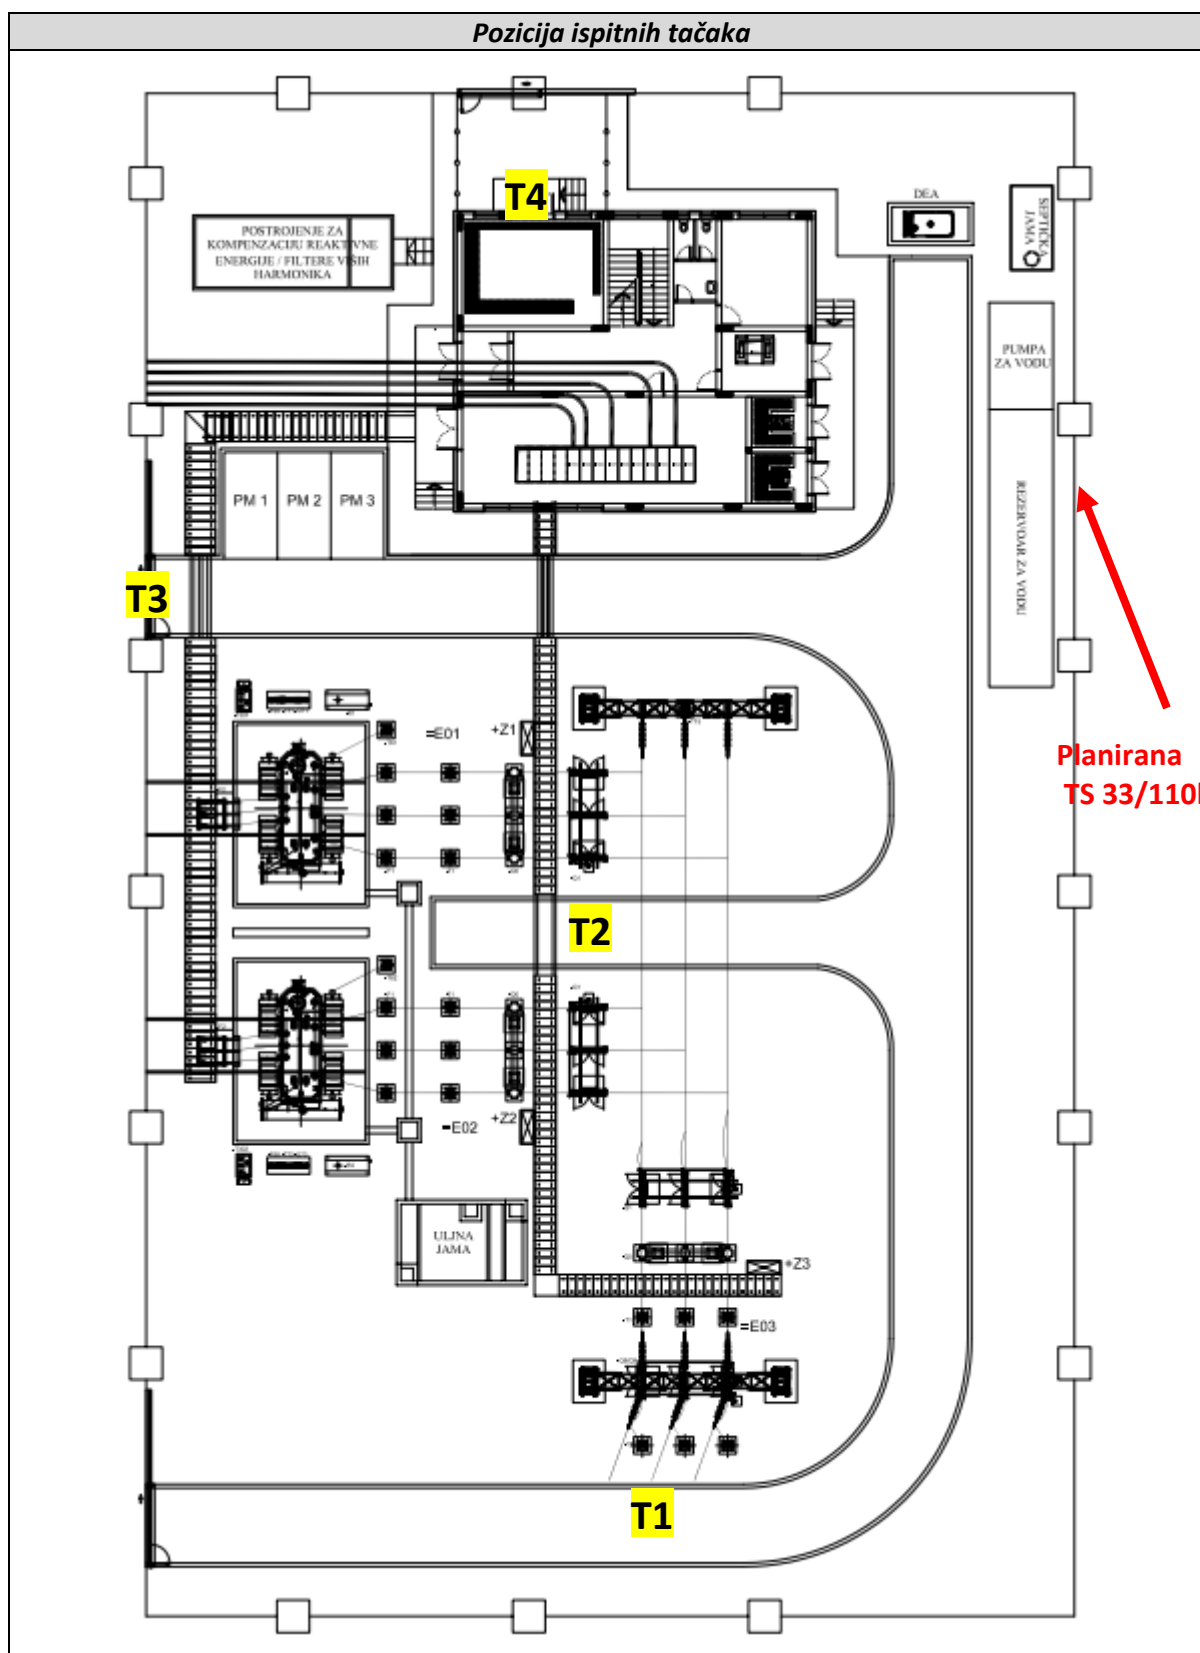 Pozicija ispitnih tačaka
T4
DEA
SEPTIČKA
JAMA
POSTROJENJE ZA
KOMPENZACIJU REAKTIVNE
ENERGIJE / FILTERE VIŠIH
HARMONIKA
PUMPA
ZA VODU
PM 1
PM 2
PM 3
REZERVOAR ZA VODU
T3
=E01
+Z1
Planirana
TS 33/110
T2
=E02
+Z2
ULJNA
JAMA
+Z3
=E03
T1